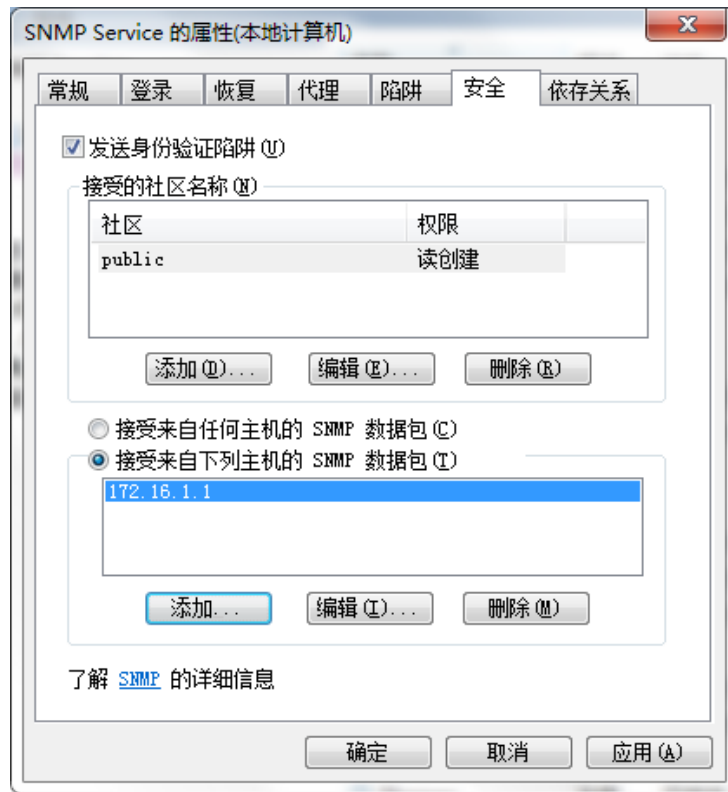 SNMP Service 的属性(本地计算机)
常规 登录 恢复 代理 陷阱 安全 依存关系
发送身份验证陷阱(U)
接受的社区名称(N)
社区 权限
public 读创建
添加(D)... 编辑(E)... 删除(R)
接受来自任何主机的 SNMP 数据包(C)
接受来自下列主机的 SNMP 数据包(T)
172.16.1.1
添加... 编辑(I)... 删除(M)
了解 SNMP 的详细信息
确定 取消 应用(A)